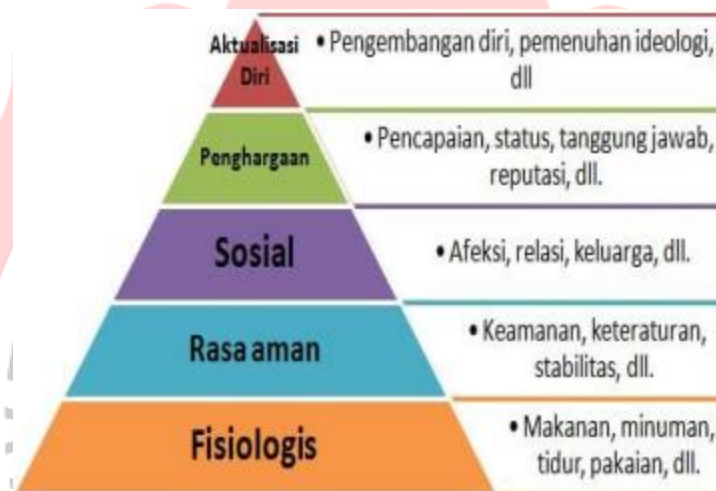 Aktualisasi
Diri
• Pengembangan diri, pemenuhan ideologi,
dll
Penghargaan
• Pencapaian, status, tanggung jawab,
reputasi, dll.
Sosial
• Afeksi, relasi, keluarga, dll.
Rasa aman
• Keamanan, keteraturan,
stabilitas, dll.
Fisiologis
• Makanan, minuman,
tidur, pakaian, dll.